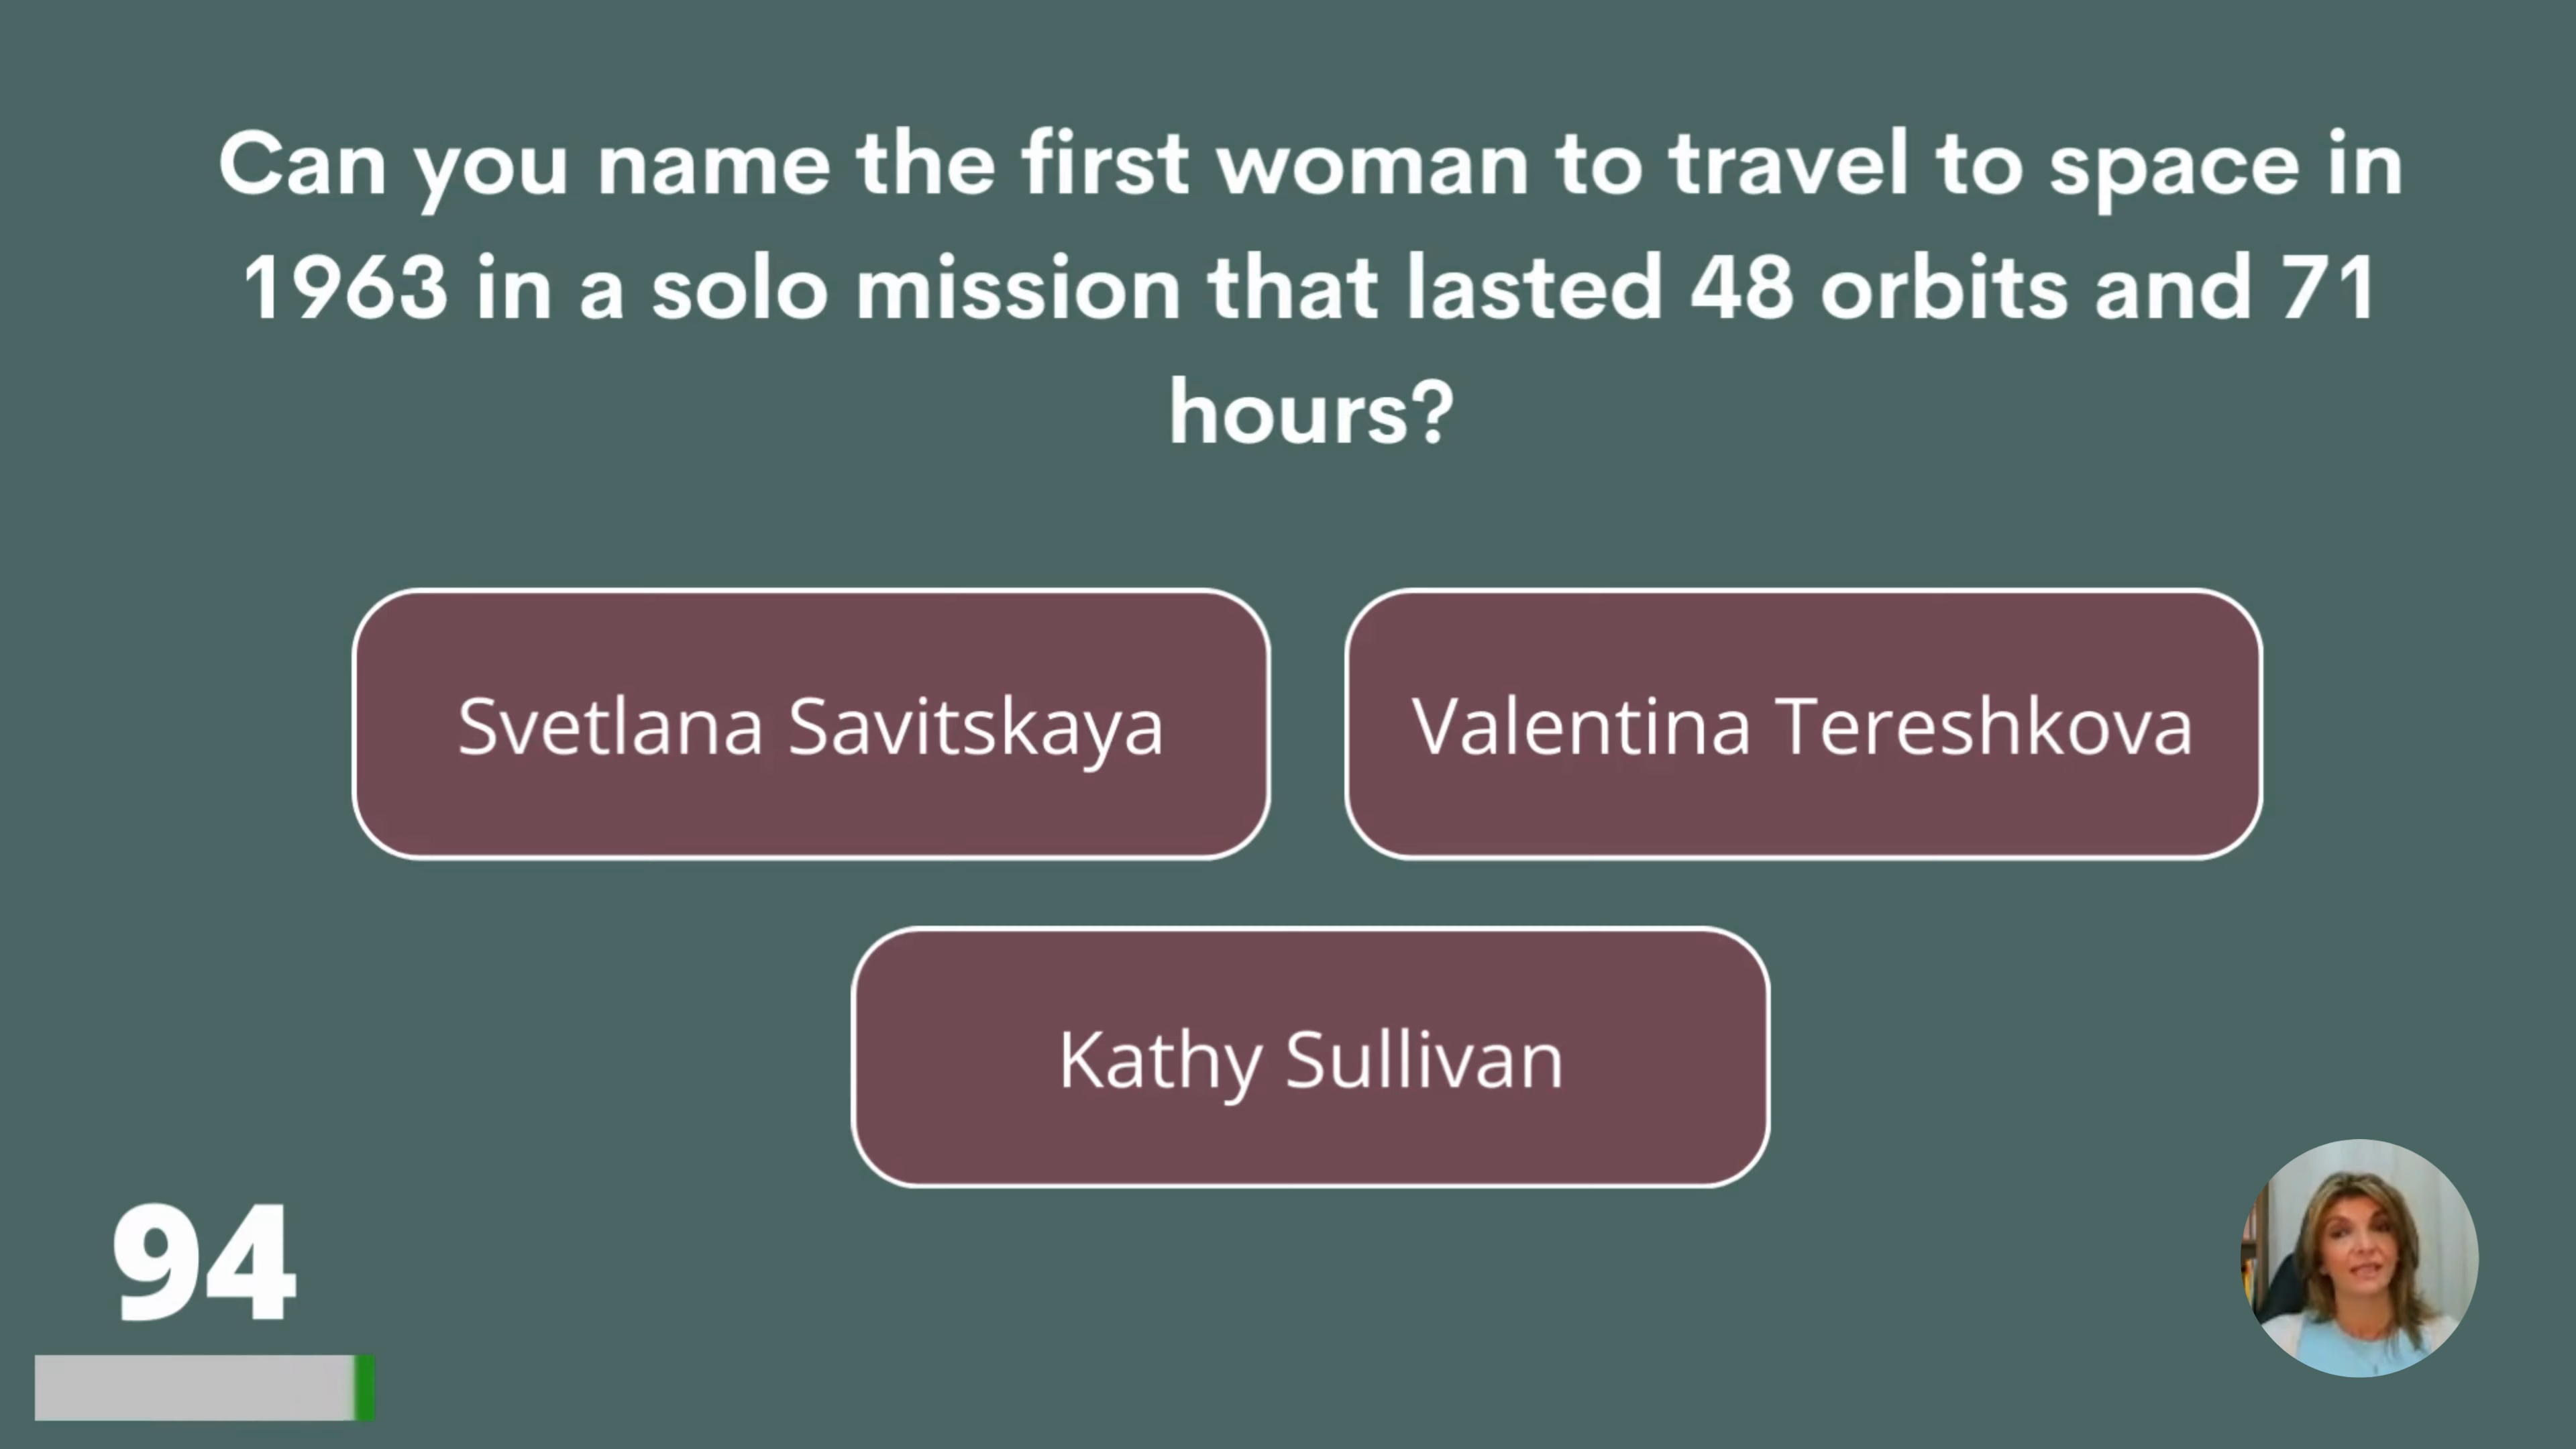 Can you name the first woman to travel to space in
1963 in a solo mission that lasted 48 orbits and 71
hours?
Svetlana Savitskaya
Valentina Tereshkova
Kathy Sullivan
94